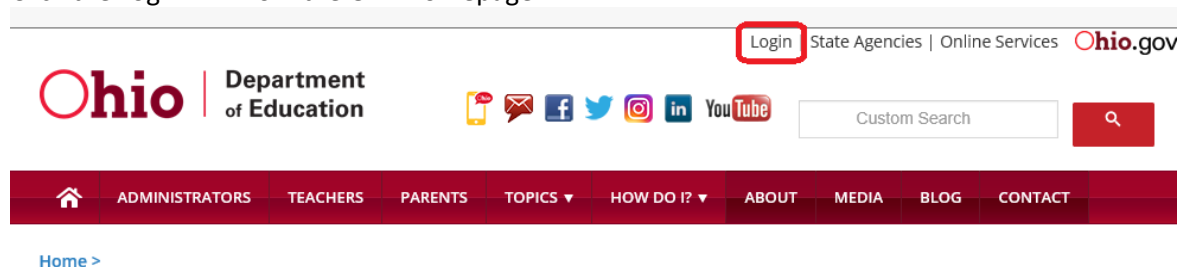 Login | State Agencies | Online Services Ohio.gov
Ohio Department of Education
You Tube
Custom Search
ADMINISTRATORS TEACHERS PARENTS TOPICS ▼ HOW DO I? ▼ ABOUT MEDIA BLOG CONTACT
Home >